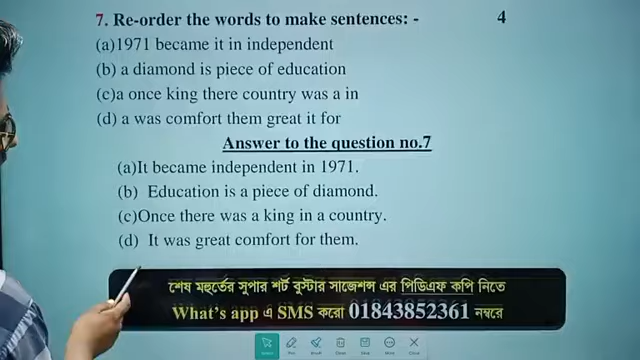 7. Re-order the words to make sentences: - 4
(a)1971 became it in independent
(b) a diamond is piece of education
(c)a once king there country was a in
(d) a was comfort them great it for
Answer to the question no.7
(a)It became independent in 1971.
(b) Education is a piece of diamond.
(c)Once there was a king in a country.
(d) It was great comfort for them.
শেষ মহুর্তের সুপার শর্ট বুস্টার সাজেশন্স এর পিডিএফ কপি নিতে
What's app এ SMS করো 01843852361 নম্বরে